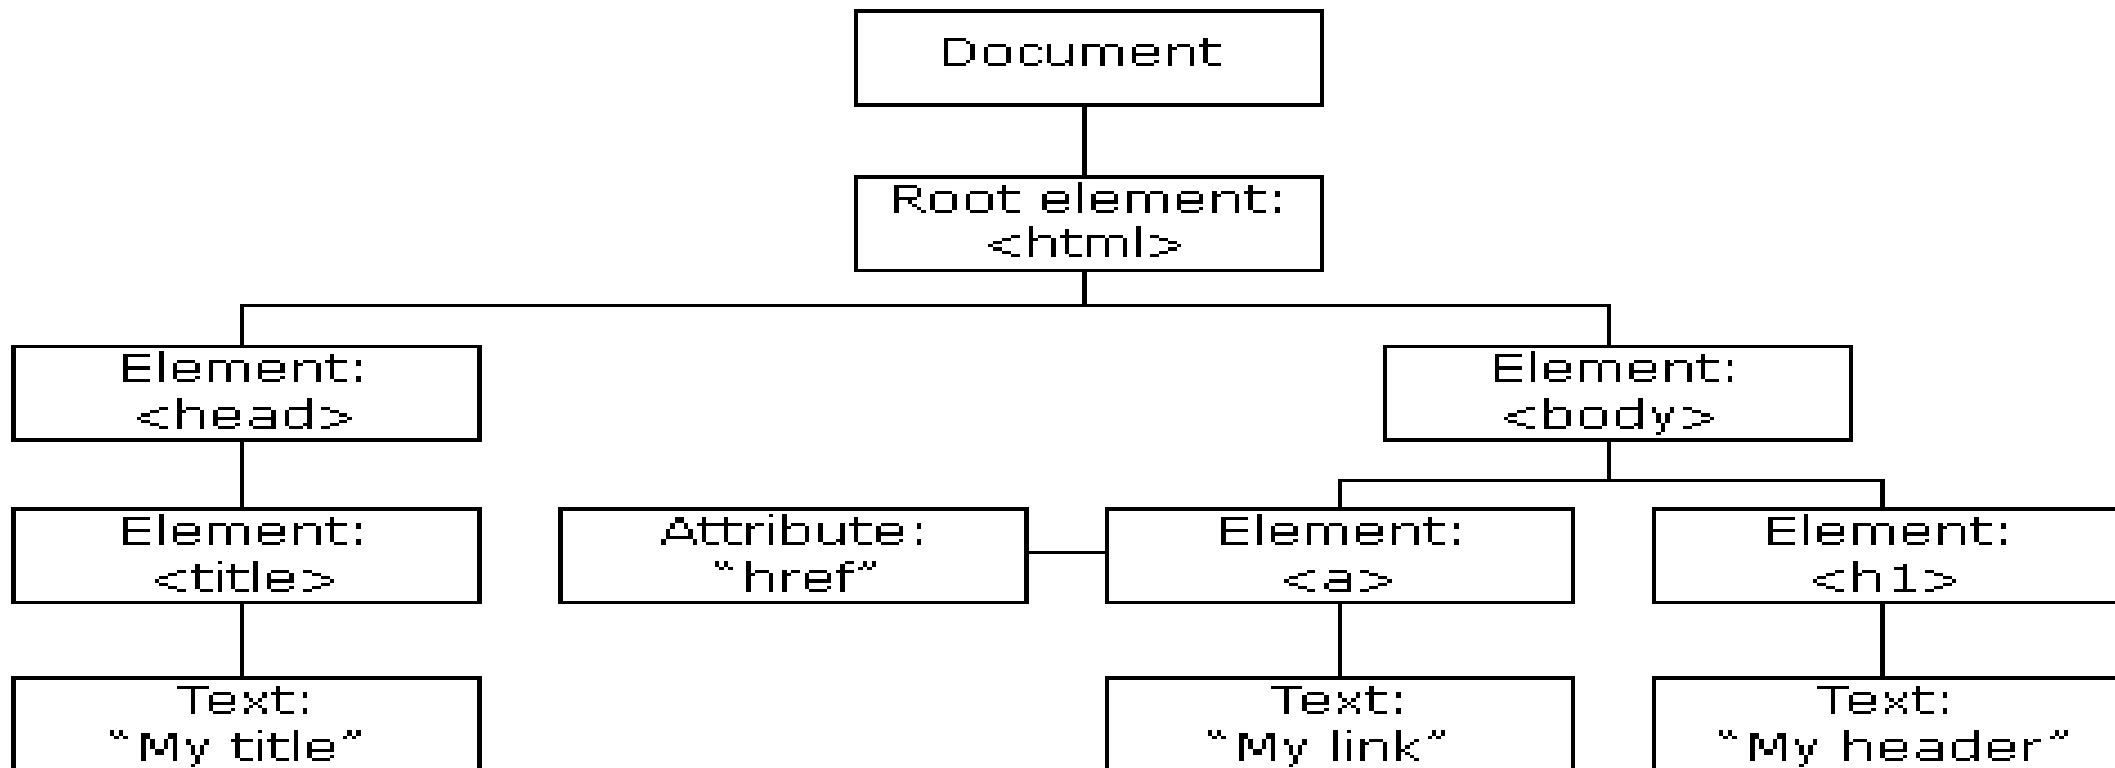 Document
Root element:
<html>
Element:
<head>
Element:
<body>
Element:
<title>
Attribute:
"href"
Element:
<a>
Element:
<h1>
Text:
"My title"
Text:
"My link"
Text:
"My header"